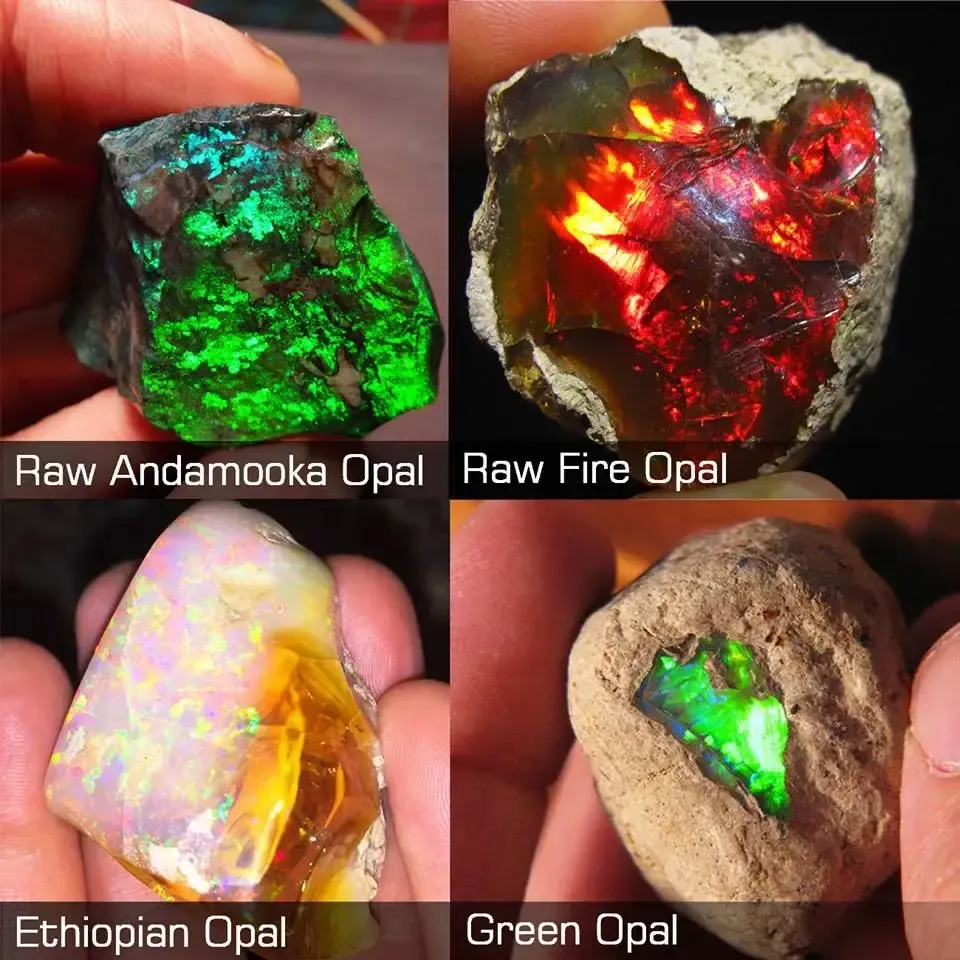 Raw Andamooka Opal
Raw Fire Opal
Ethiopian Opal
Green Opal